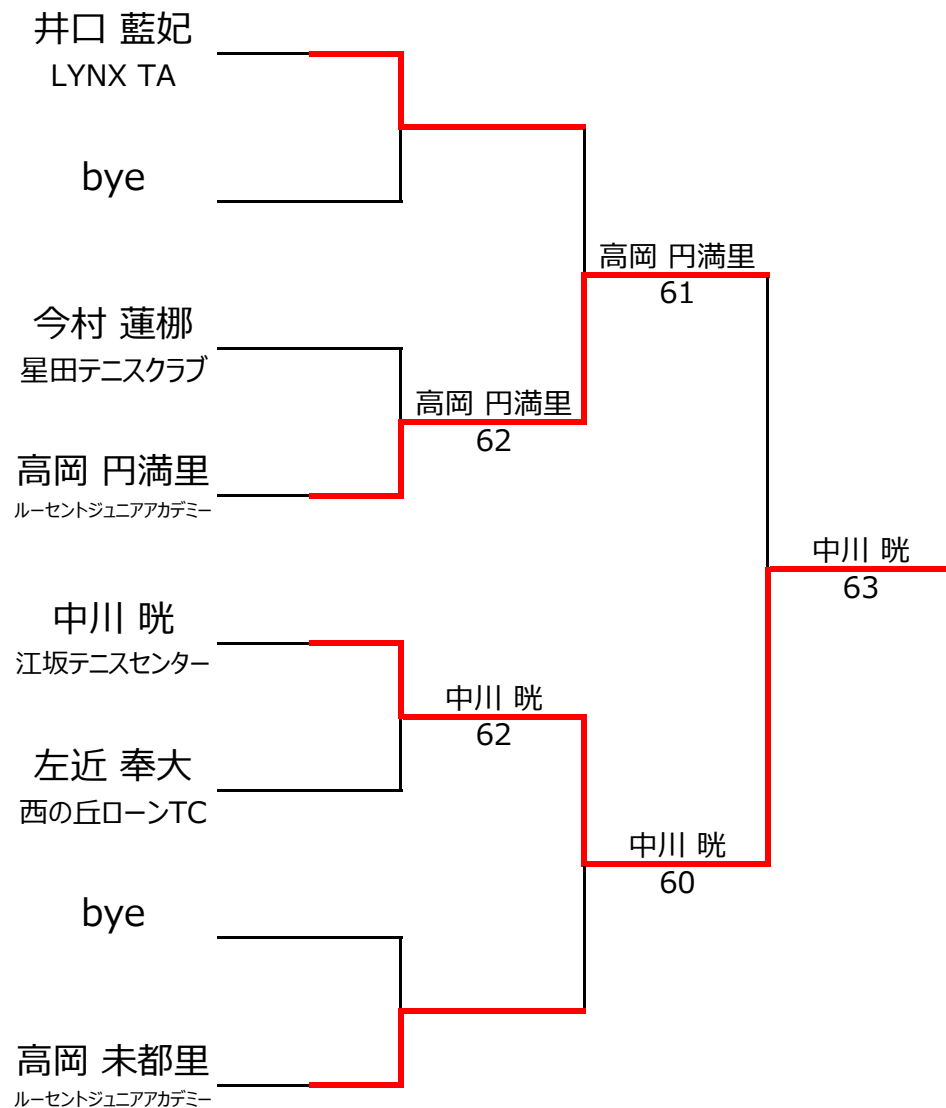 井口 藍妃
LYNX TA
bye
高岡 円満里
61
今村 蓮梛
星田テニスクラブ
高岡 円満里
62
高岡 円満里
ルーセントジュニアアカデミー
中川 晄
63
中川 晄
江坂テニスセンター
中川 晄
62
左近 奉大
西の丘ローンTC
中川 晄
60
bye
高岡 未都里
ルーセントジュニアアカデミー